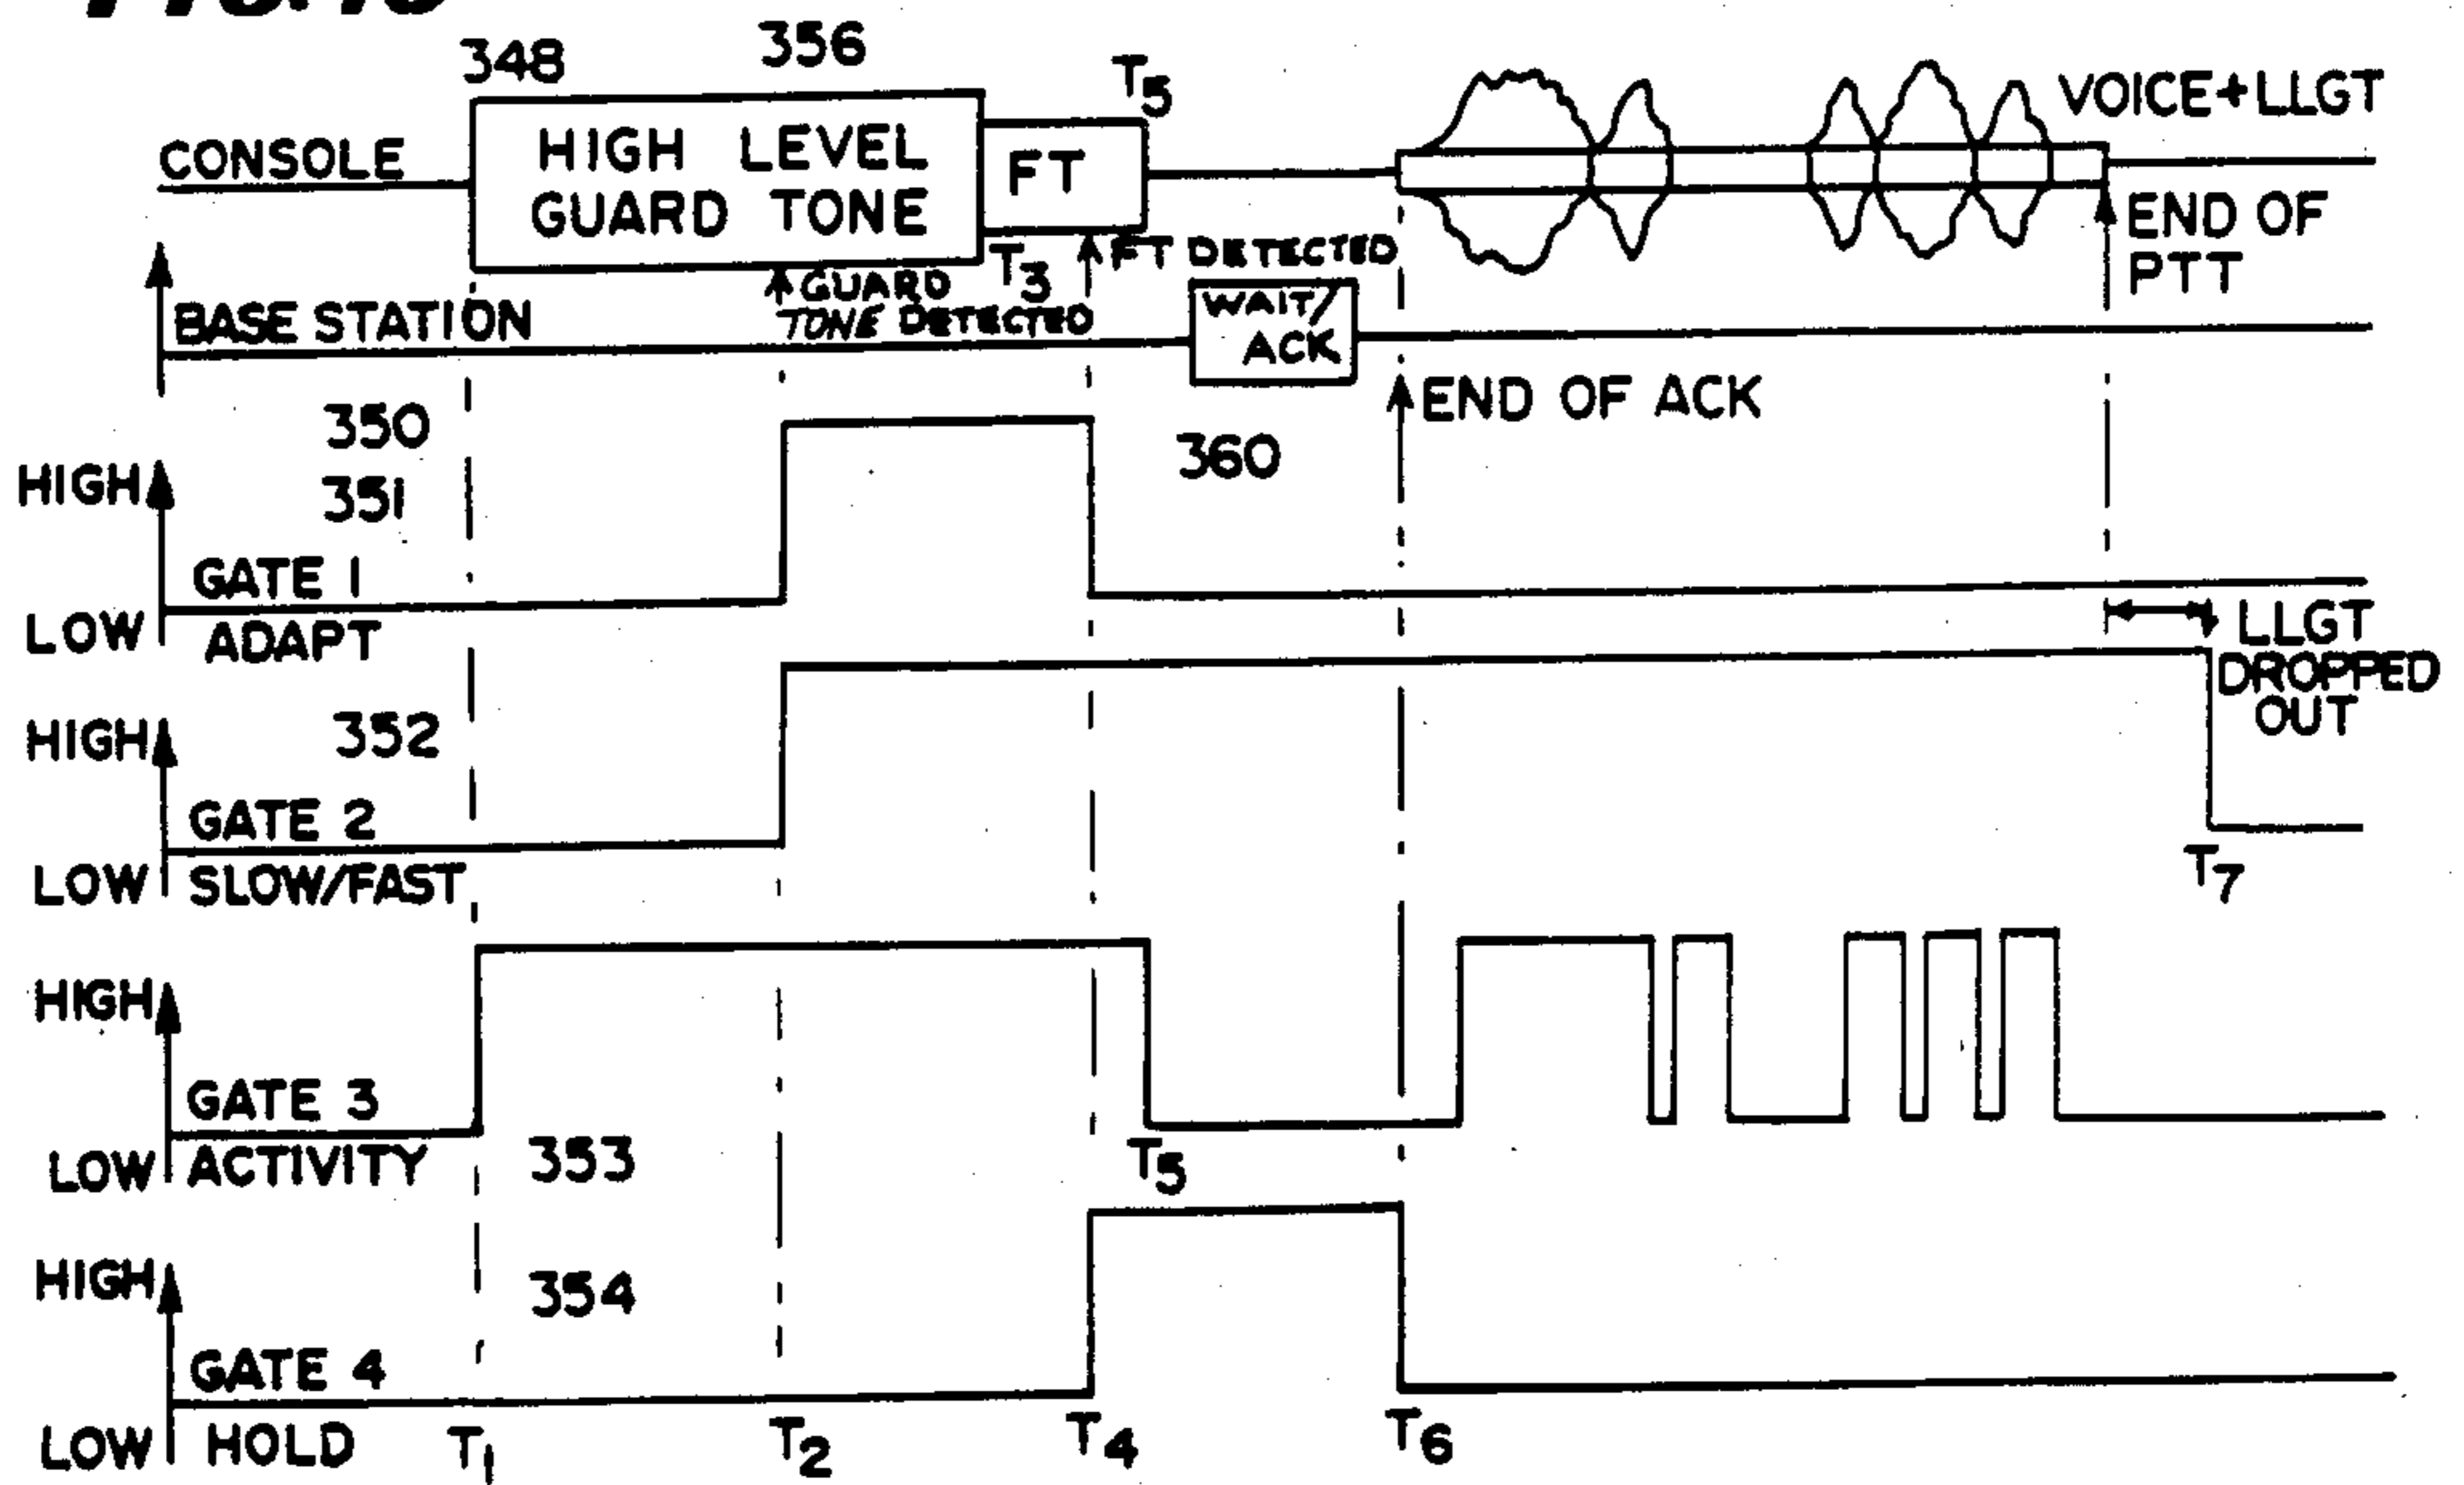 348
356
T5
VOICE+LLGT
CONSOLE
HIGH LEVEL
GUARD TONE
FT
END OF
PTT
T3
FT DETECTED
GUARD
TONE DETECTED
BASE STATION
WAIT/
ACK
END OF ACK
350
351
360
HIGH
GATE 1
LOW
ADAPT
LLGT
DROPPED
OUT
352
HIGH
GATE 2
LOW
SLOW/FAST
T7
HIGH
GATE 3
LOW
ACTIVITY
353
T5
354
HIGH
GATE 4
LOW
HOLD
T1
T2
T4
T6